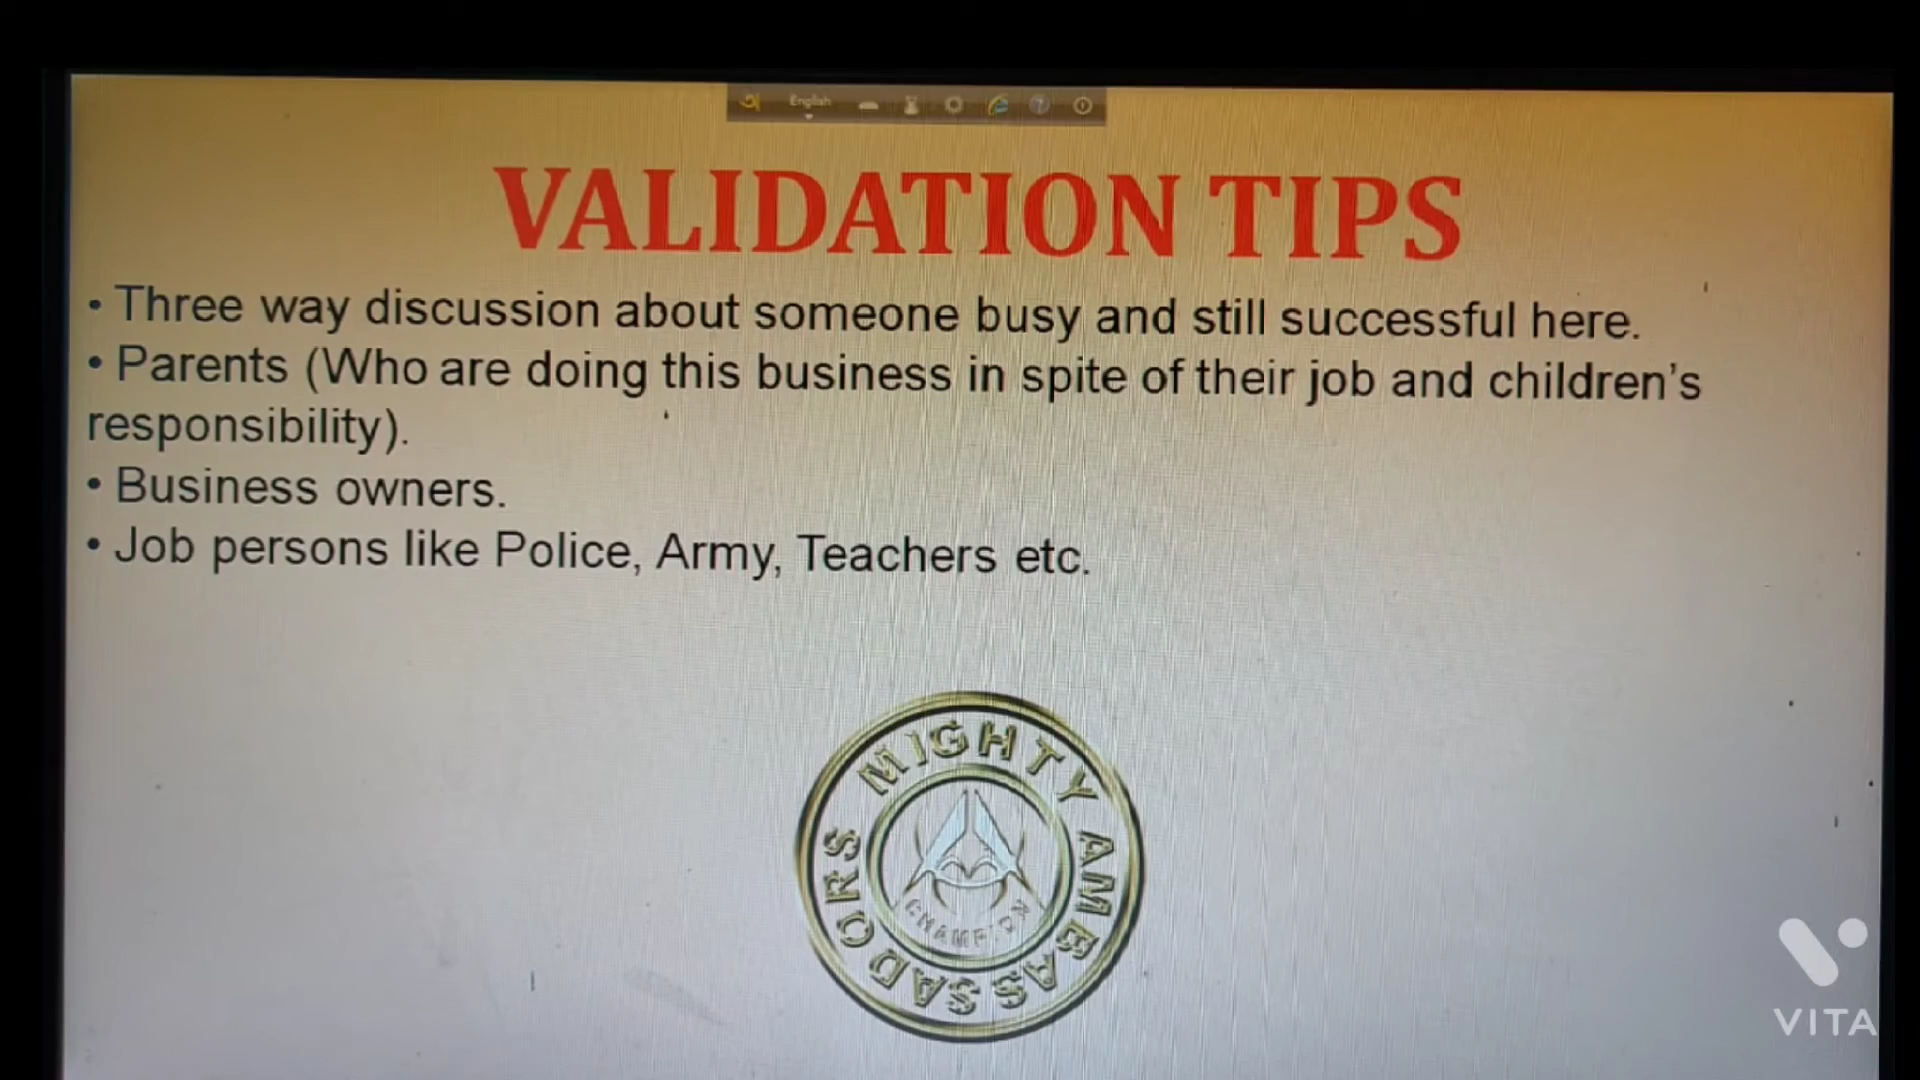 English
VALIDATION TIPS
• Three way discussion about someone busy and still successful here.
• Parents (Who are doing this business in spite of their job and children's
responsibility).
• Business owners.
• Job persons like Police, Army, Teachers etc.
MIGHTY AMBASSADORS
CHAMPION
VITA